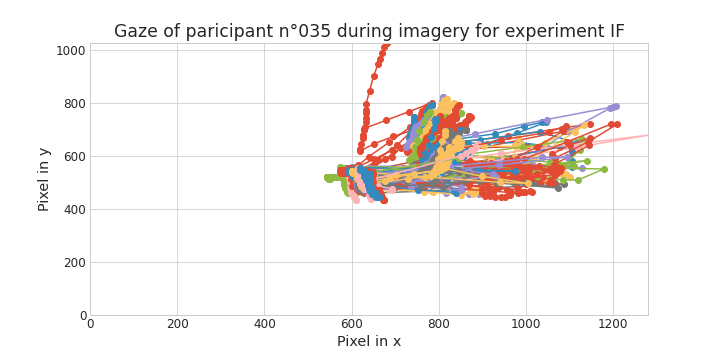 Gaze of paricipant n°035 during imagery for experiment IF
1000
800
600
400
200
0
Pixel in y
0 200 400 600 800 1000 1200
Pixel in x